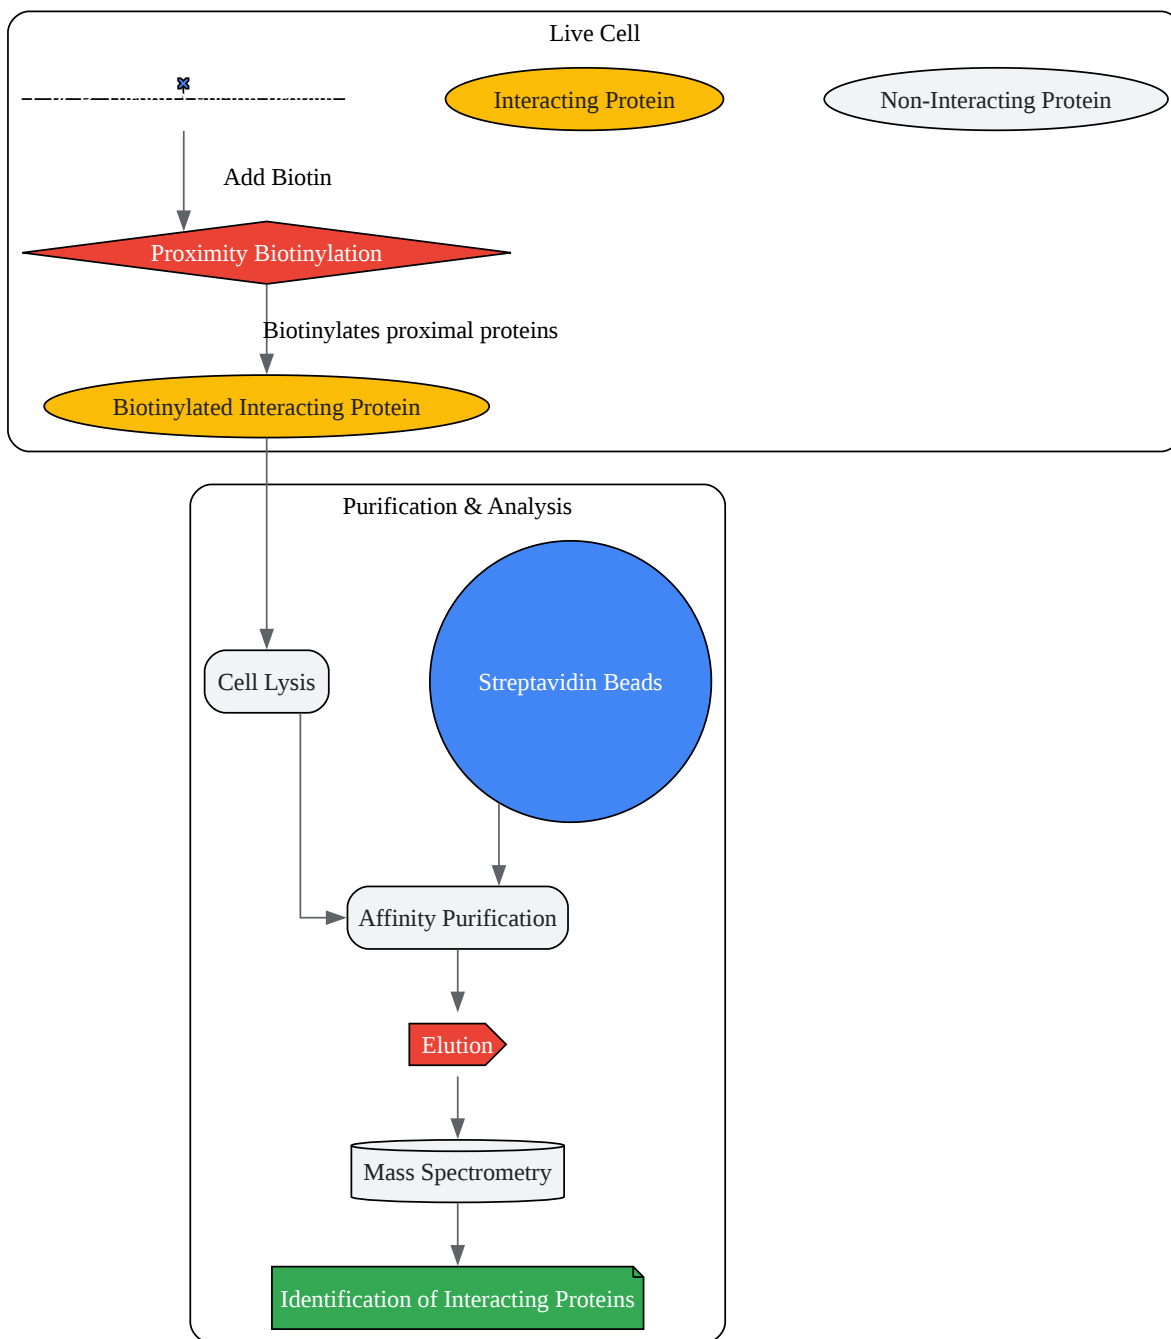 Live Cell
Interacting Protein
Non-Interacting Protein
Add Biotin
Proximity Biotinylation
Biotinylates proximal proteins
Biotinylated Interacting Protein
Purification & Analysis
Cell Lysis
Streptavidin Beads
Affinity Purification
Elution
Mass Spectrometry
Identification of Interacting Proteins